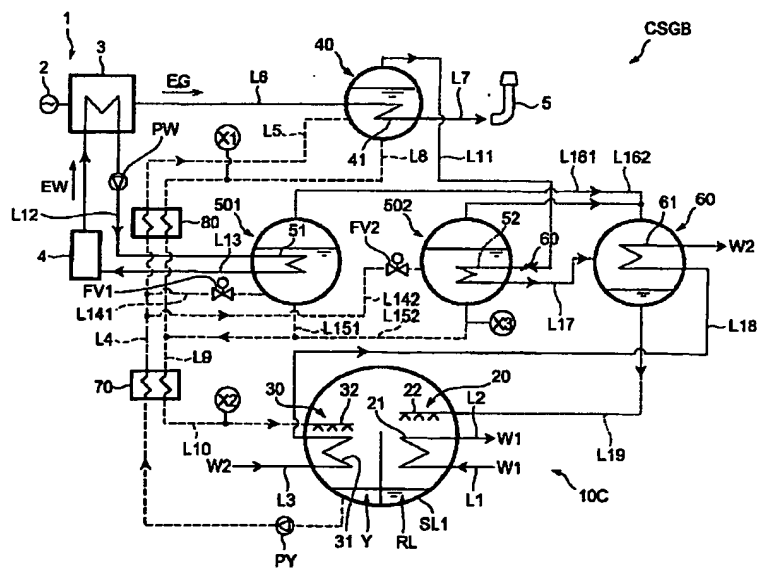 1
CSGB
2
3
40
EG
L6
L7
5
PW
L5
X1
41
L8
L11
L161
L162
EW
80
501
502
61
60
L12
51
FV2
52
4
L13
60
W2
FV1
L141
L142
L17
L151
L152
X3
L18
L4
L9
70
X2
30
32
22
20
21
L2
W1
L10
W2
L19
L3
W1
L1
10C
31
Y
RL
SL1
PY